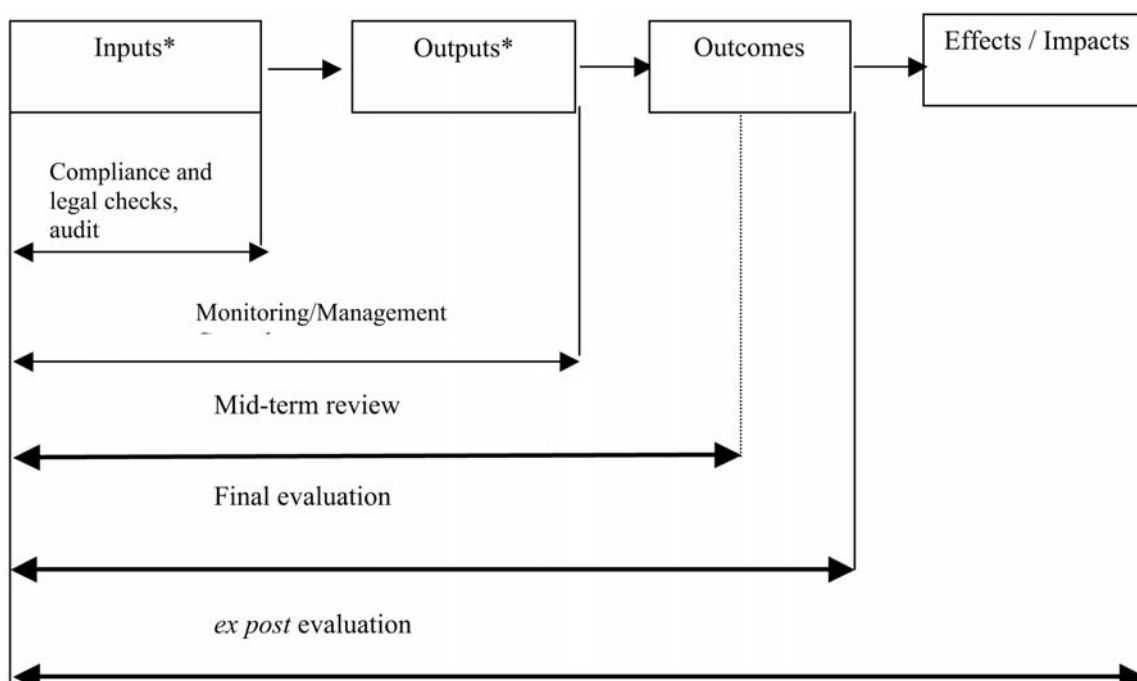 Inputs*
Outputs*
Outcomes
Effects / Impacts
Compliance and
legal checks,
audit
Monitoring/Management
Mid-term review
Final evaluation
ex post evaluation